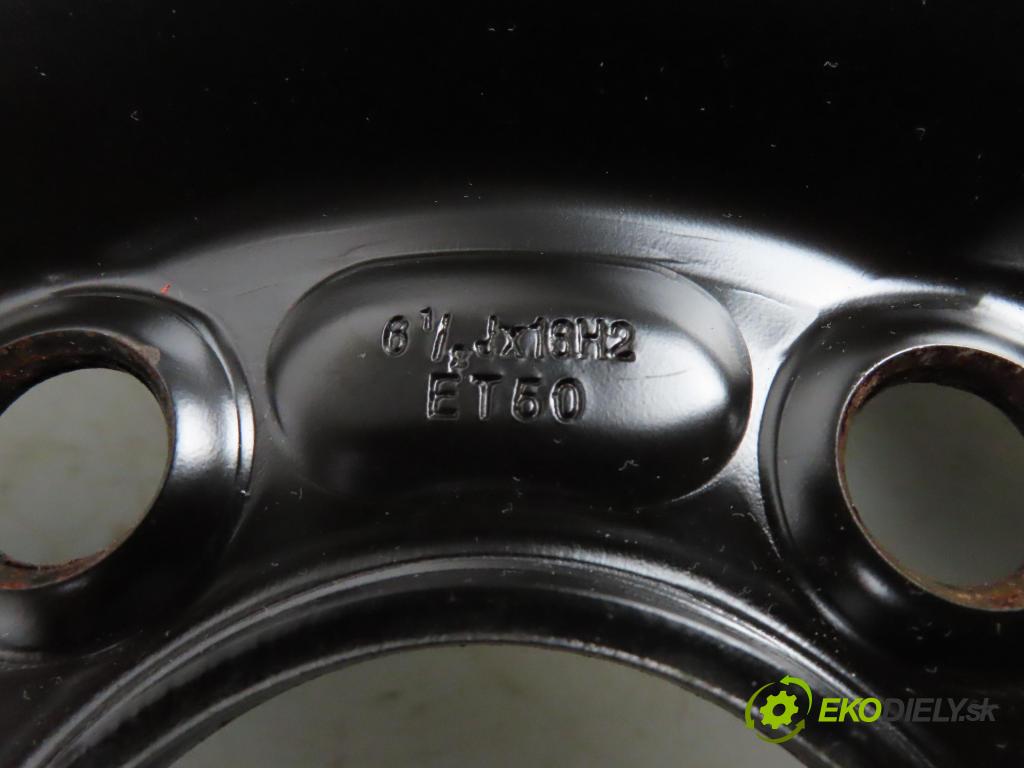 6 1/2 Jx16H2
ET50
EKODIELY.sk